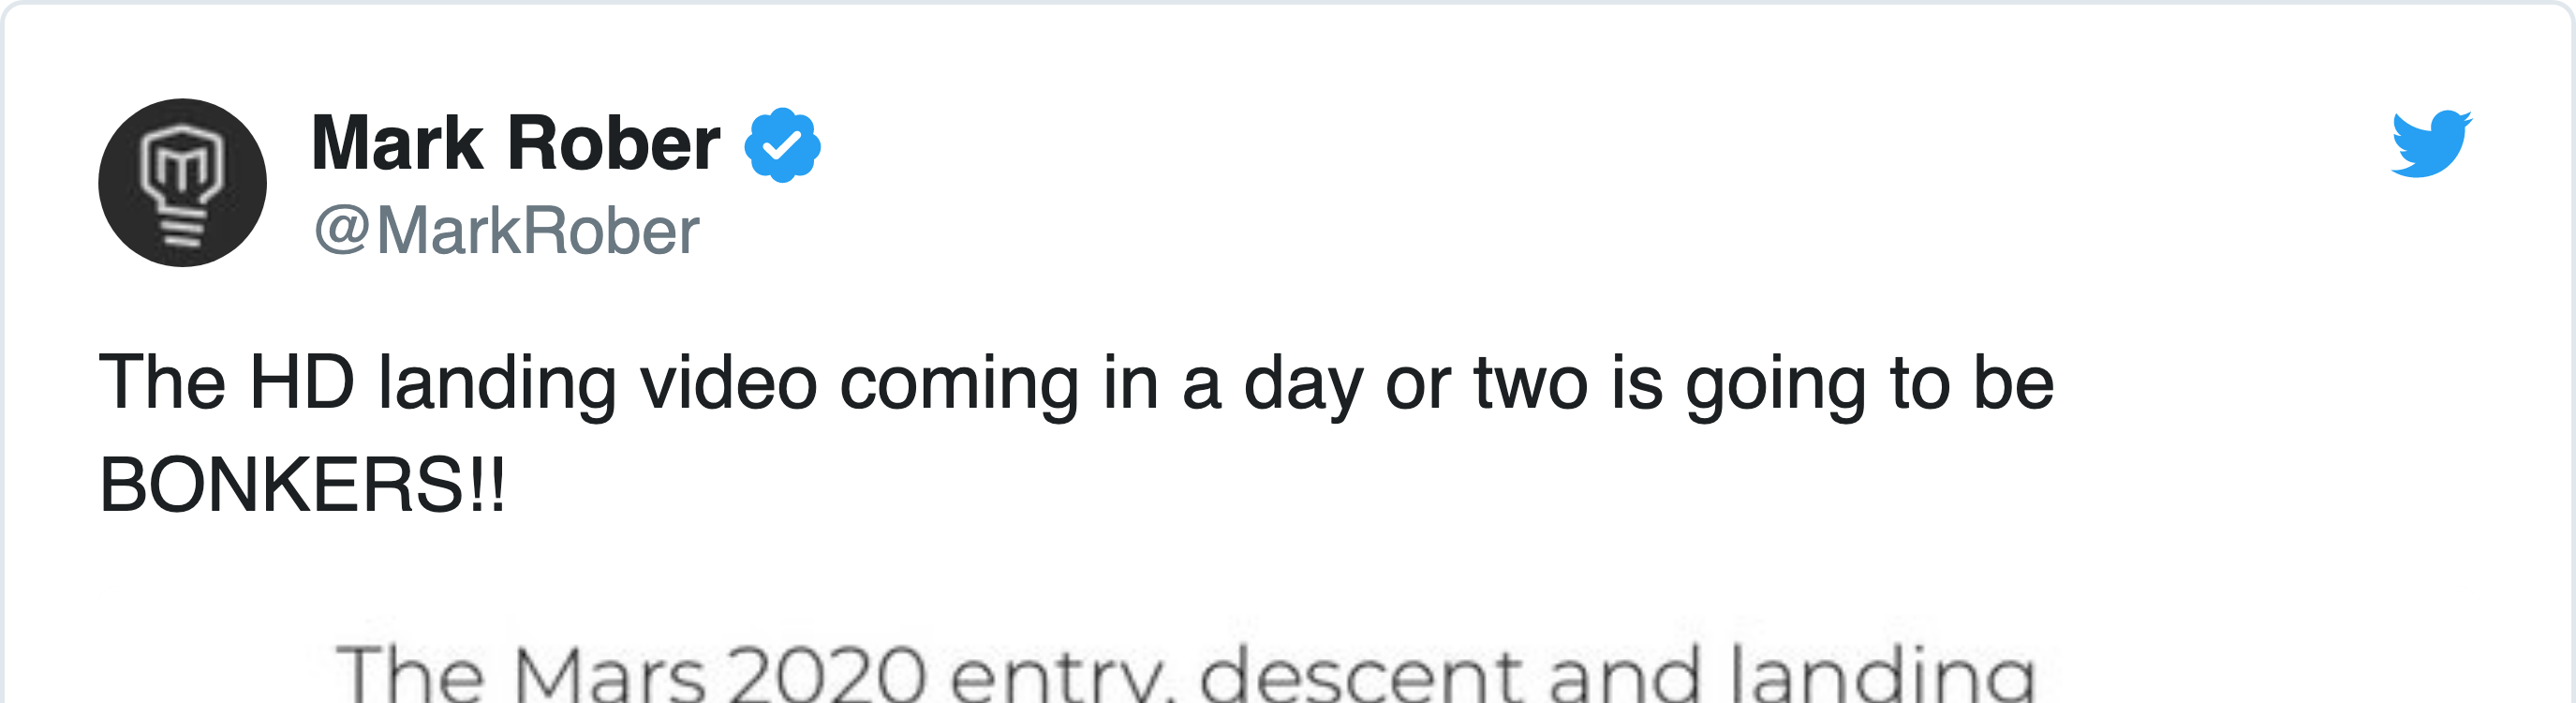 Mark Rober
@MarkRober
The HD landing video coming in a day or two is going to be
BONKERS!!
The Mars 2020 entry, descent and landing